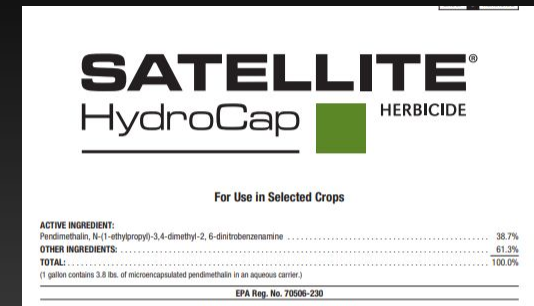 SATELLITE®
HydroCap HERBICIDE
For Use in Selected Crops
ACTIVE INGREDIENT:
Pendimethalin, N-(1-ethylpropyl)-3,4-dimethyl-2, 6-dinitrobenzenamine ........ 38.7%
OTHER INGREDIENTS: ........ 61.3%
TOTAL: ........ 100.0%
(1 gallon contains 3.8 lbs. of microencapsulated pendimethalin in an aqueous carrier.)
EPA Reg. No. 70506-230